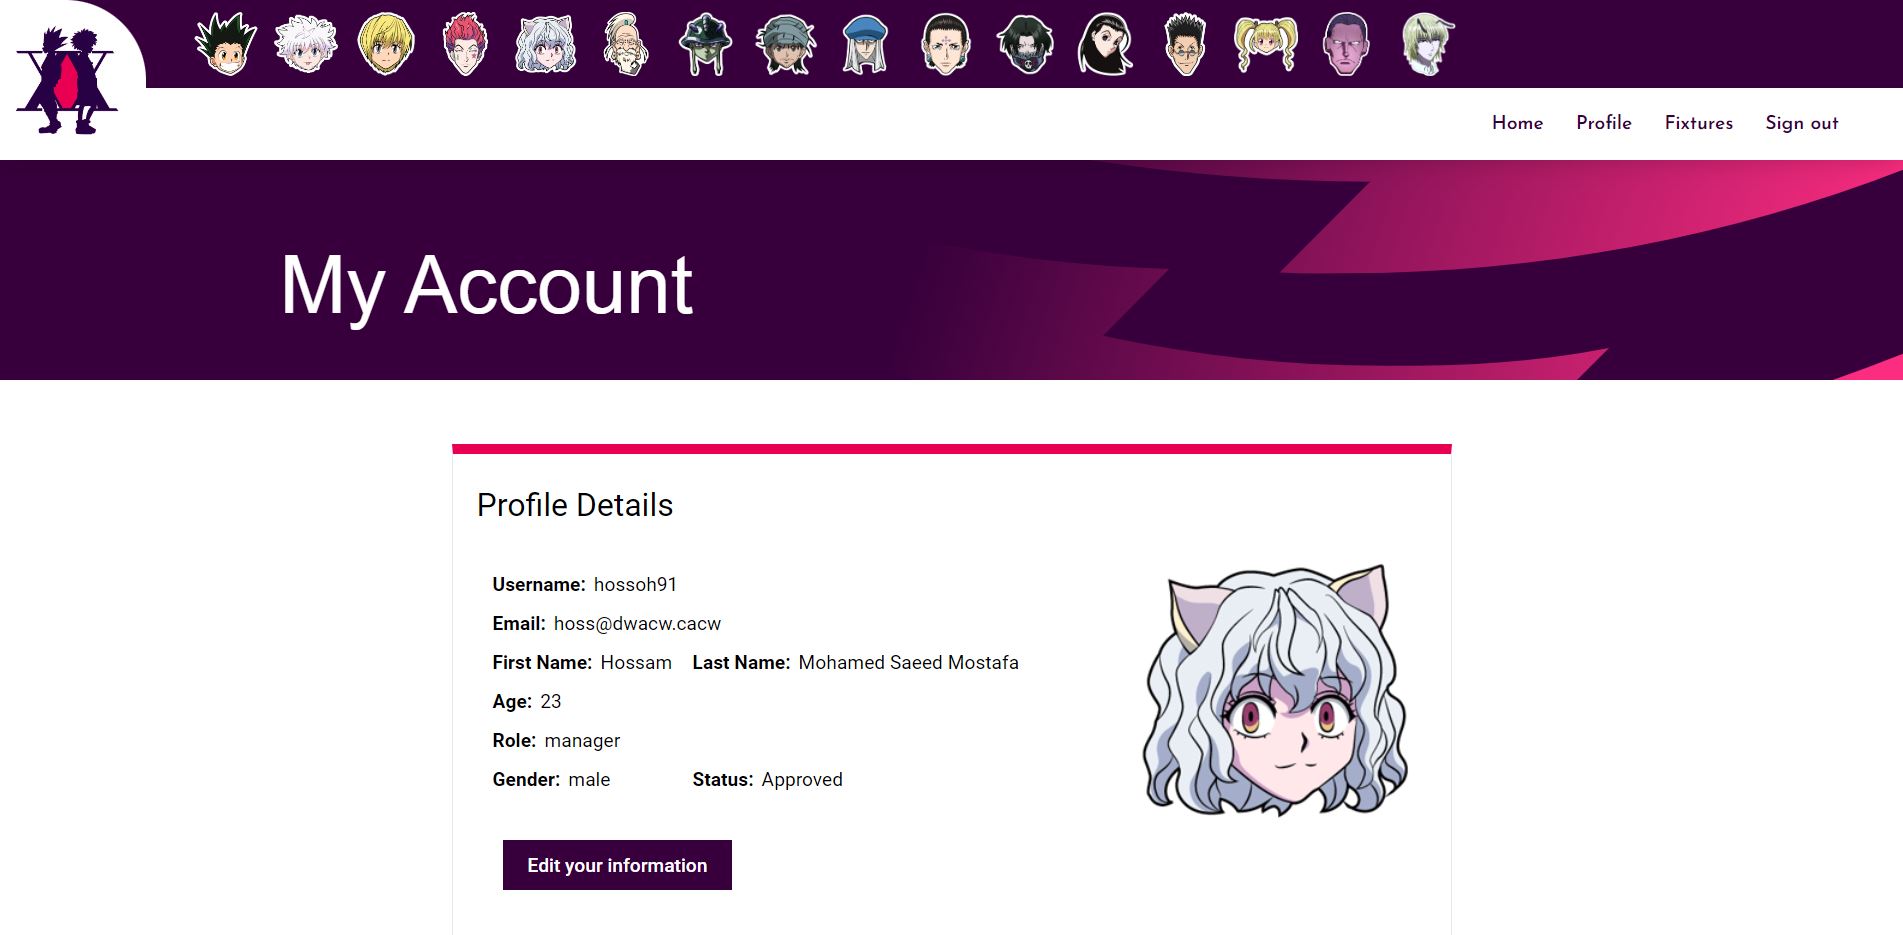 Home Profile Fixtures Sign out
My Account
Profile Details
Username: hossoh91
Email: hoss@dwacw.cacw
First Name: Hossam Last Name: Mohamed Saeed Mostafa
Age: 23
Role: manager
Gender: male Status: Approved
Edit your information